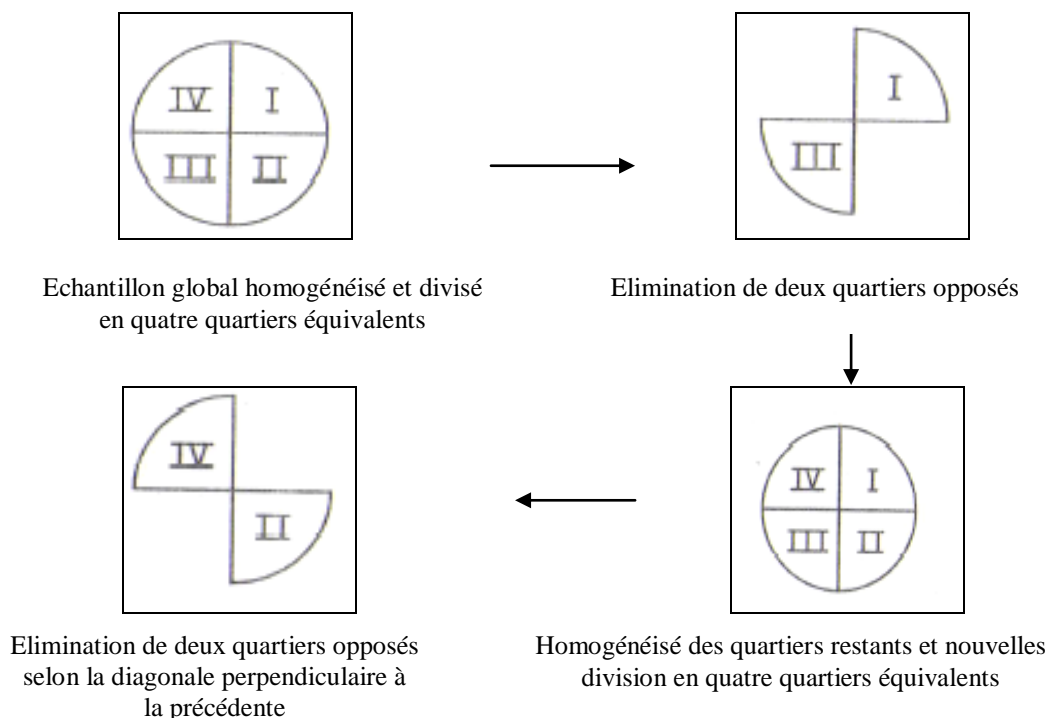 IV I
III II
I
III
Echantillon global homogénéisé et divisé
en quatre quartiers équivalents
Elimination de deux quartiers opposés
IV
II
IV I
III II
Elimination de deux quartiers opposés
selon la diagonale perpendiculaire à
la précédente
Homogénéisé des quartiers restants et nouvelles
division en quatre quartiers équivalents